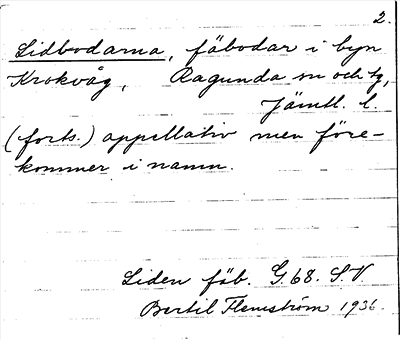 2.
Lidbodarna, fäbodar i byn
Krokvåg, Ragunda sn och tg,
Jämtl. l.
(forts.) appellativ men före-
kommer i namn.
Liden fäb. G.68. SV
Bertil Flemström 1936.